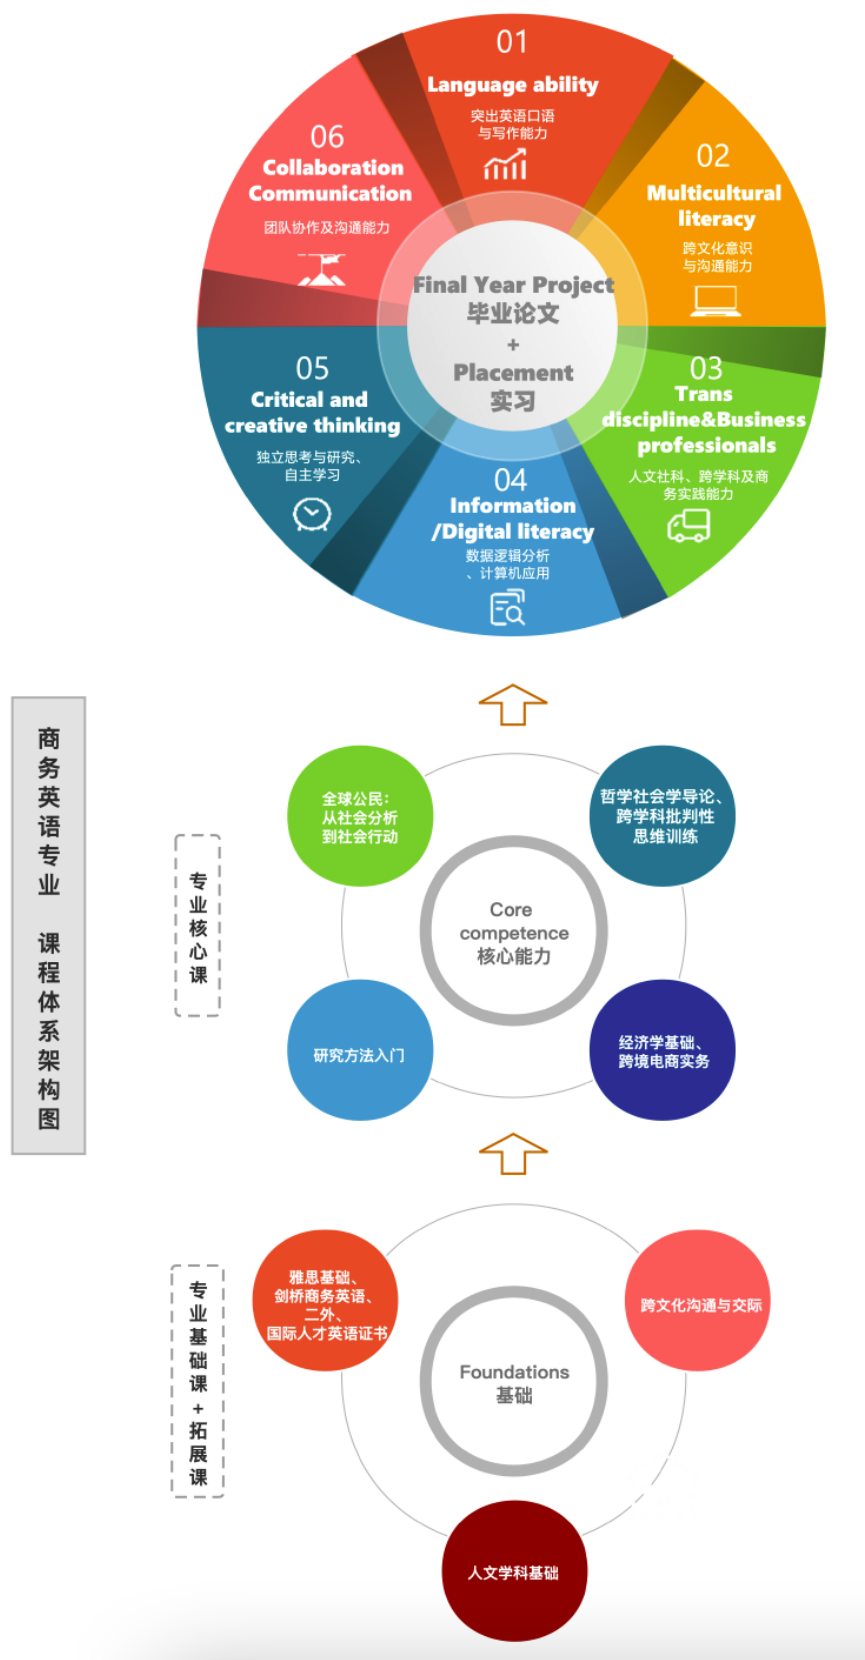 01
Language ability
突出英语口语
与写作能力
02
Multicultural
literacy
跨文化意识
与沟通能力
03
Trans
discipline&Business
professionals
人文社科、跨学科及商
务实践能力
04
Information
/Digital literacy
数据逻辑分析
、计算机应用
05
Critical and
creative thinking
独立思考与研究、
自主学习
06
Collaboration
Communication
团队协作及沟通能力
Final Year Project
毕业论文
+
Placement
实习
商务英语专业 课程体系架构图
专业核心课
全球公民：
从社会分析
到社会行动
哲学社会学导论、
跨学科批判性
思维训练
Core
competence
核心能力
研究方法入门
经济学基础、
跨境电商实务
专业基础课+拓展课
雅思基础、
剑桥商务英语、
二外、
国际人才英语证书
跨文化沟通与交际
Foundations
基础
人文学科基础